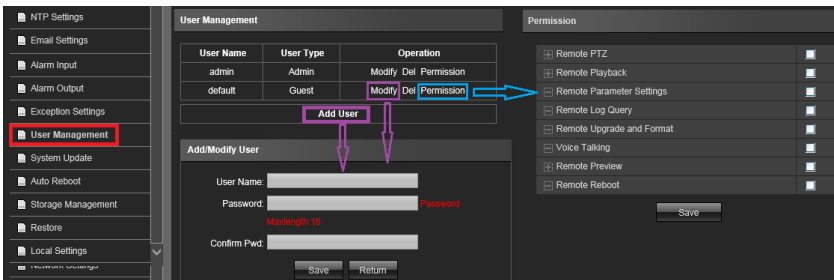 NTP Settings
Email Settings
Alarm Input
Alarm Output
Exception Settings
User Management
System Update
Auto Reboot
Storage Management
Restore
Local Settings
Network Settings
User Management
User Name User Type Operation
admin Admin Modify Del Permission
default Guest Modify Del Permission
Add User
Add/Modify User
User Name:
Password: Password
Maxlength:16
Confirm Pwd:
Save Return
Permission
Remote PTZ
Remote Playback
Remote Parameter Settings
Remote Log Query
Remote Upgrade and Format
Voice Talking
Remote Preview
Remote Reboot
Save